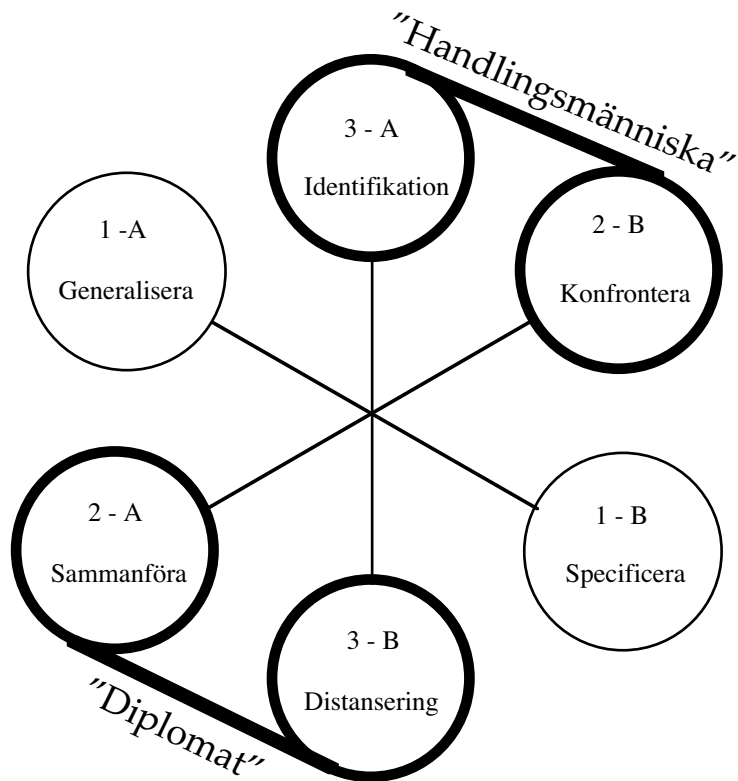 ”Handlingsmänniska”
3 - A
Identifikation
1 -A
Generalisera
2 - B
Konfrontera
2 - A
Sammanföra
1 - B
Specificera
3 - B
Distansering
”Diplomat”